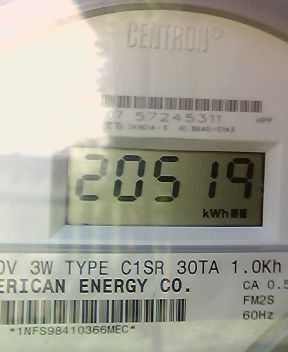 CENTRON®
07 57245311 HPP
20519
kWh
0V 3W TYPE C1SR 30TA 1.0Kh
ERICAN ENERGY CO. CA 0.5
FM2S
*1NFS98410366MEC* 60Hz